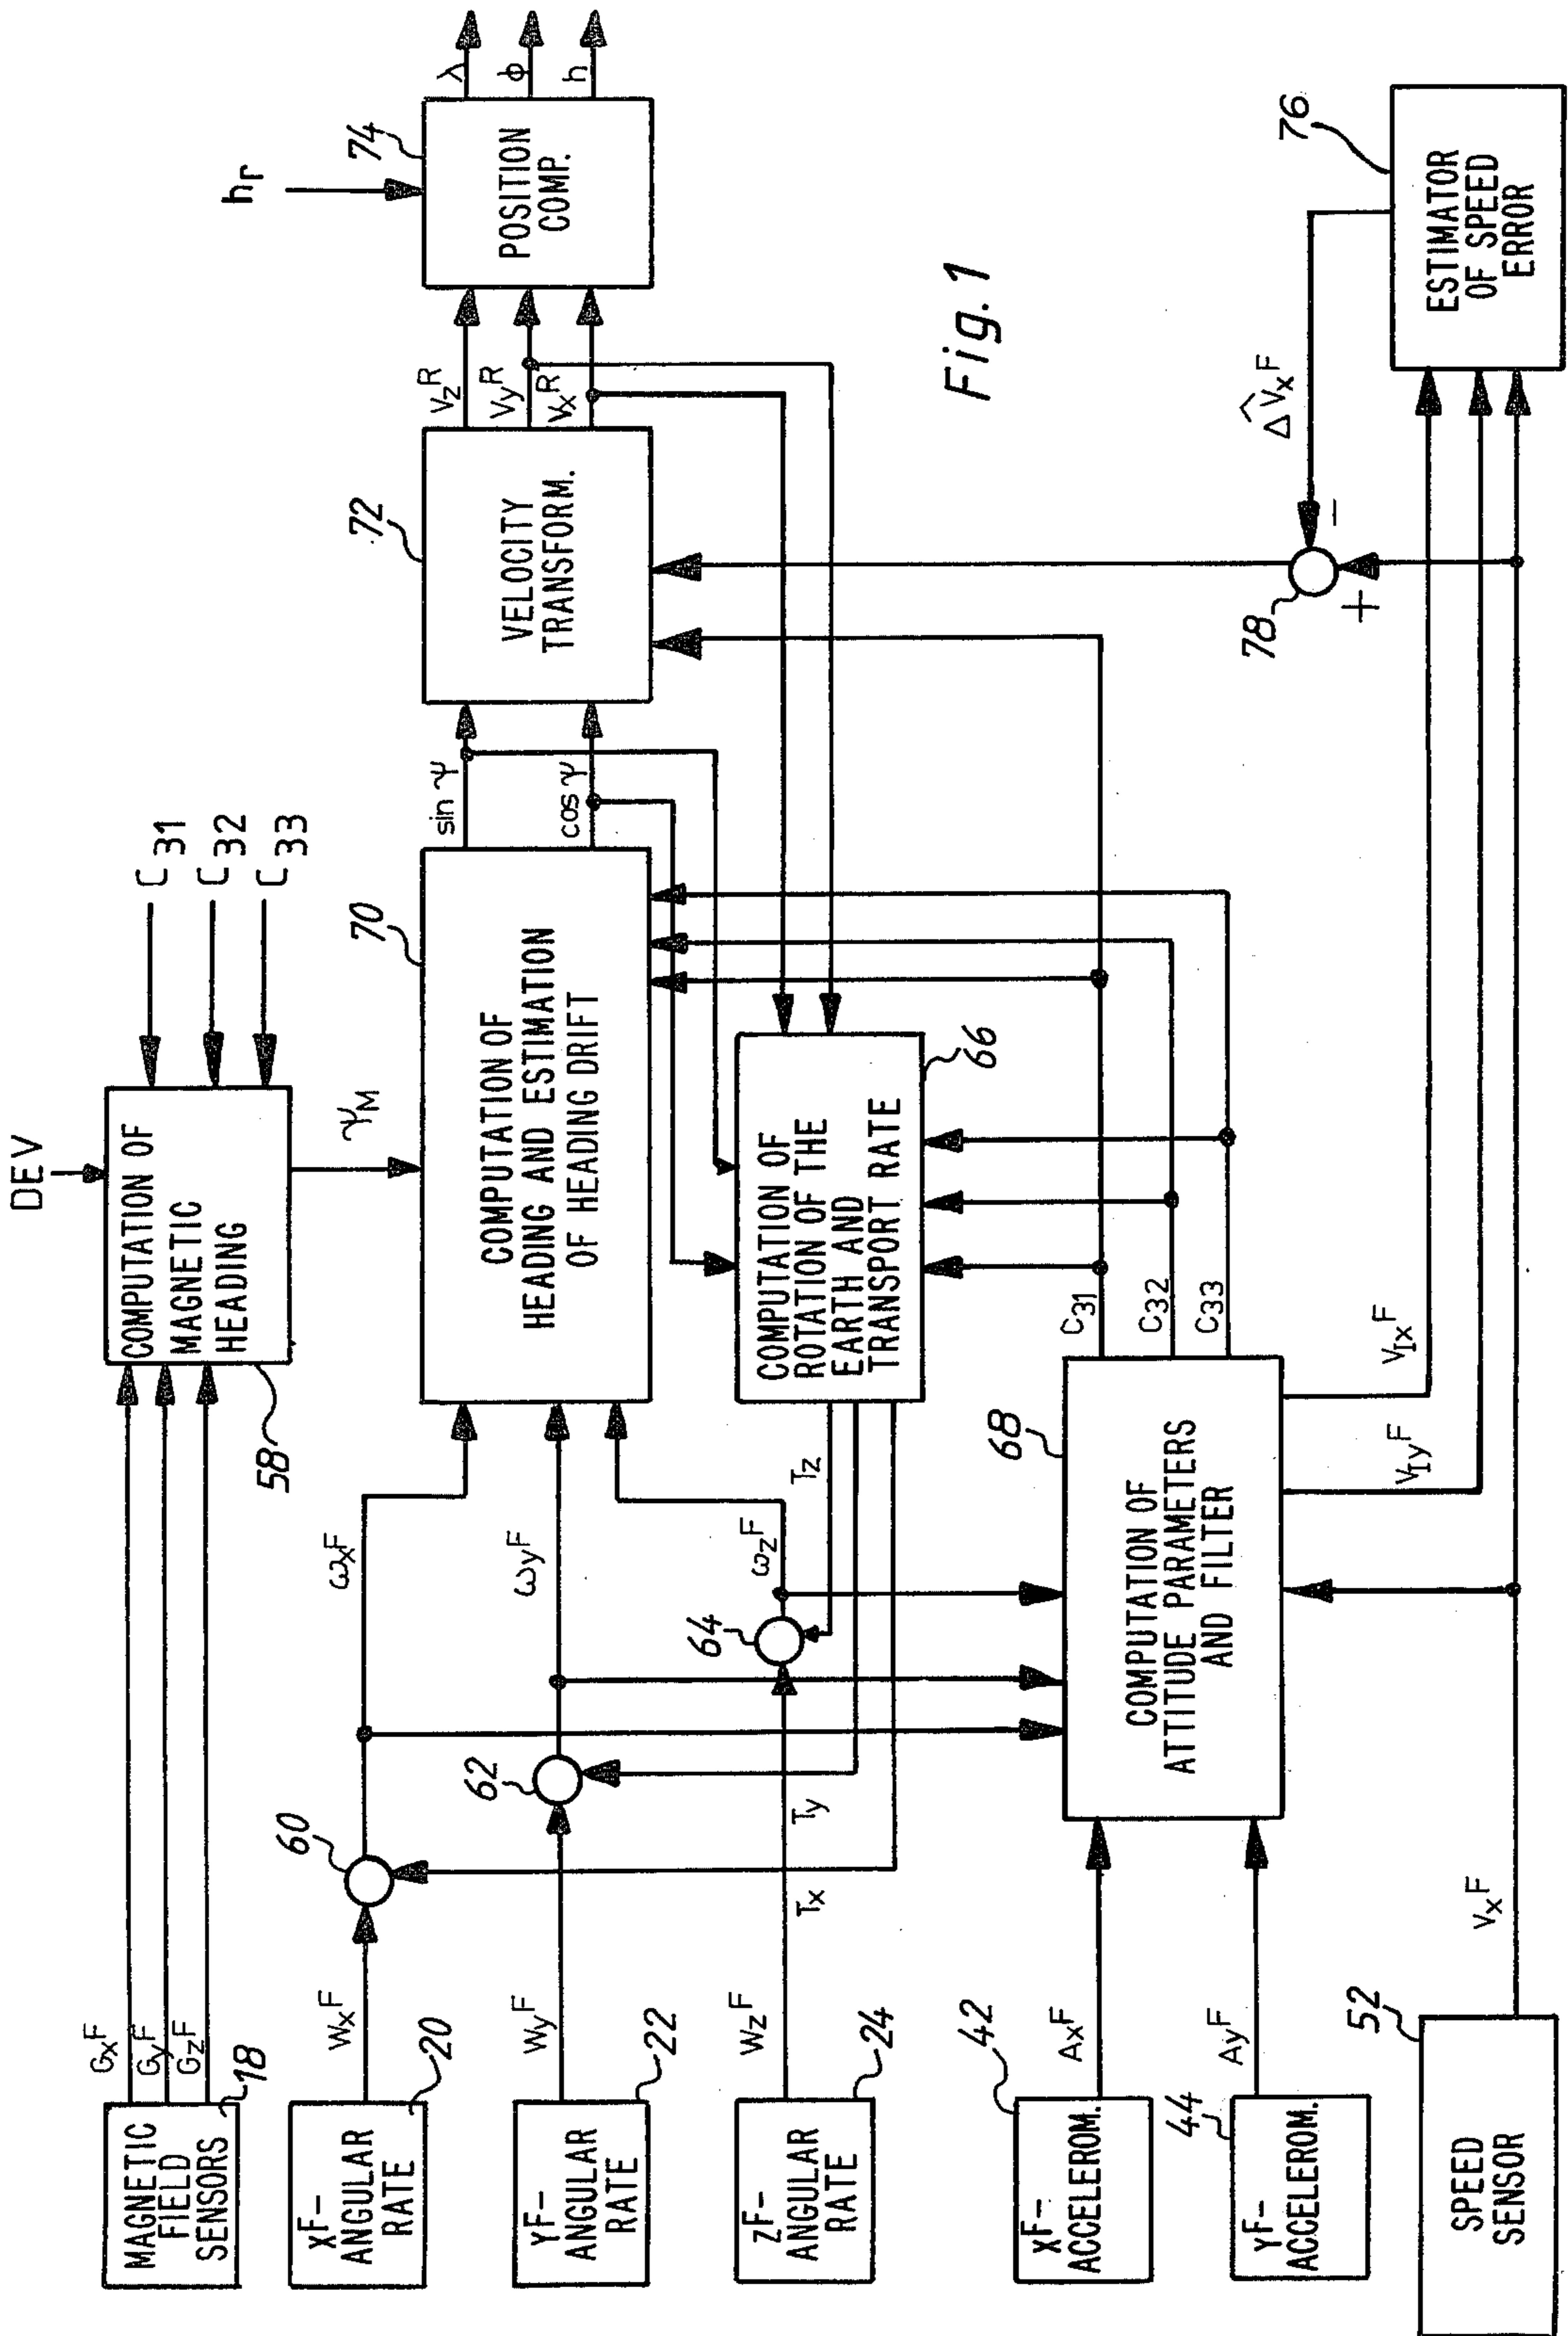 DEV
C31
C32
C33
MAGNETIC
FIELD
SENSORS
18
GxF
GyF
GzF
COMPUTATION OF
MAGNETIC
HEADING
58
ψM
xF-
ANGULAR
RATE
20
WxF
60
ωxF
yF-
ANGULAR
RATE
22
WyF
62
ωyF
zF-
ANGULAR
RATE
24
WzF
64
ωzF
Tx
Ty
Tz
COMPUTATION OF
HEADING AND ESTIMATION
OF HEADING DRIFT
70
sin ψ
cos ψ
VELOCITY
TRANSFORM.
72
VzR
VyR
VxR
hr
POSITION
COMP.
74
λ
ϕ
h
COMPUTATION OF
ROTATION OF THE
EARTH AND
TRANSPORT RATE
66
xF-
ACCELEROM.
42
AxF
yF-
ACCELEROM.
44
AyF
COMPUTATION OF
ATTITUDE PARAMETERS
AND FILTER
68
C31
C32
C33
VIxF
VIyF
SPEED
SENSOR
52
VxF
78
+
−
Δ̂VxF
ESTIMATOR
OF SPEED
ERROR
76
Fig. 1